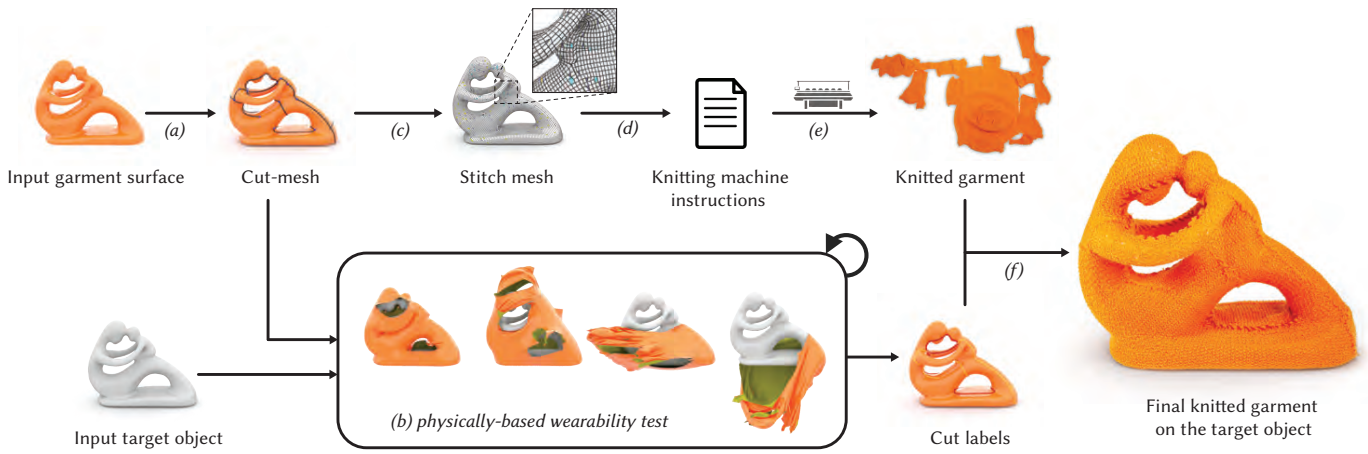 (a)
(c)
(d)
(e)
Input garment surface
Cut-mesh
Stitch mesh
Knitting machine
instructions
Knitted garment
(f)
(b) physically-based wearability test
Input target object
Cut labels
Final knitted garment
on the target object